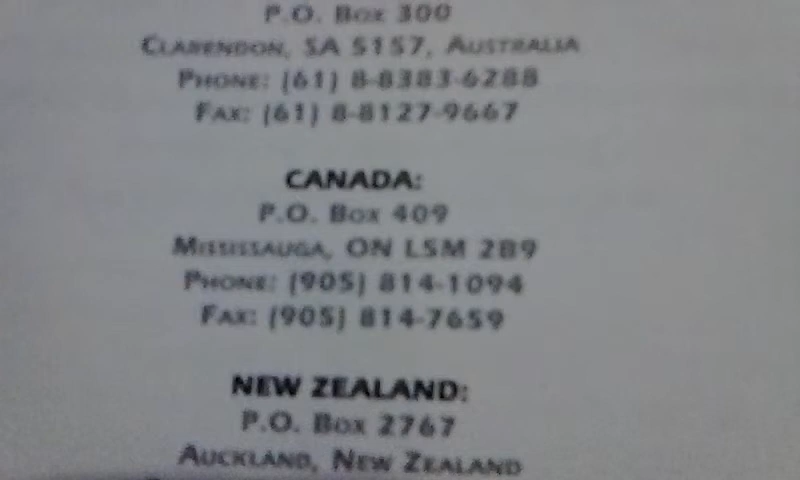 P.O. Box 300
Clarendon, SA 5157, Australia
Phone: (61) 8-8383-6288
Fax: (61) 8-8127-9667
CANADA:
P.O. Box 409
Mississauga, ON LSM 2B9
Phone: (905) 814-1094
Fax: (905) 814-7659
NEW ZEALAND:
P.O. Box 2767
Auckland, New Zealand